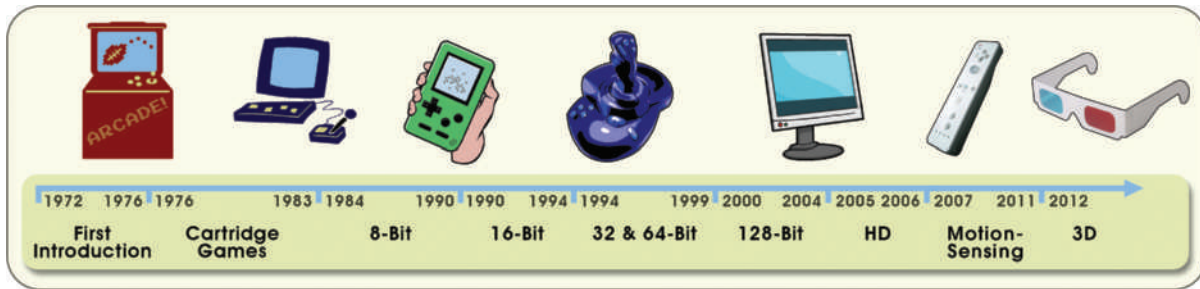 ARCADE!
1972 1976 1976 1983 1984 1990 1990 1994 1994 1999 2000 2004 2005 2006 2007 2011 2012
First Introduction
Cartridge Games
8-Bit
16-Bit
32 & 64-Bit
128-Bit
HD
Motion-Sensing
3D